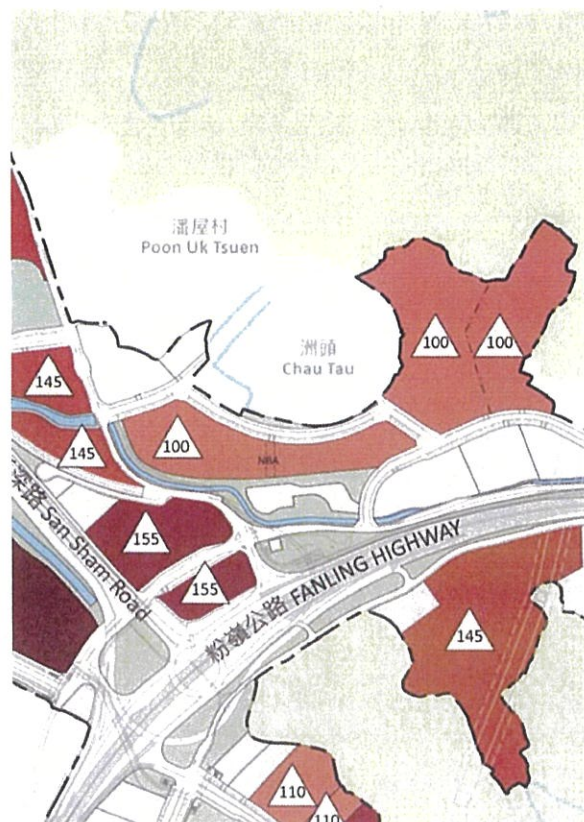 潘屋村
Poon Uk Tsuen
洲頭
Chau Tau
100
100
145
145
100
NBA
155
155
深路 San Sham Road
粉嶺公路 FANLING HIGHWAY
145
110
110